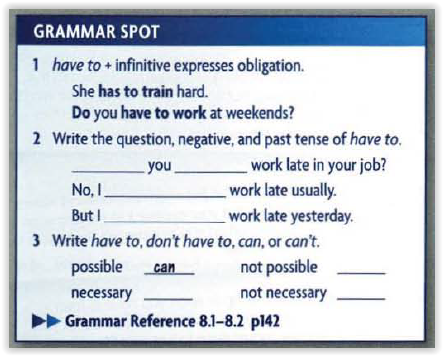 GRAMMAR SPOT
1 have to + infinitive expresses obligation.
She has to train hard.
Do you have to work at weekends?
2 Write the question, negative, and past tense of have to.
________ you ________ work late in your job?
No, I ____________ work late usually.
But I ____________ work late yesterday.
3 Write have to, don't have to, can, or can't.
possible can not possible ______
necessary ______ not necessary ______
▶▶ Grammar Reference 8.1–8.2 p142